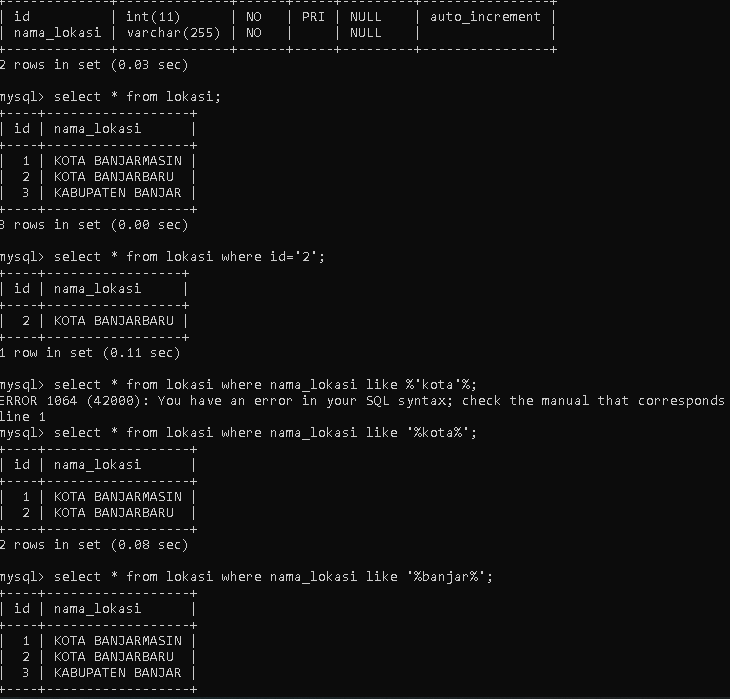 | id          | int(11)      | NO   | PRI | NULL    | auto_increment |
| nama_lokasi | varchar(255) | NO   |     | NULL    |                |
+-------------+--------------+------+-----+---------+----------------+
2 rows in set (0.03 sec)
mysql> select * from lokasi;
+----+------------------+
| id | nama_lokasi      |
+----+------------------+
|  1 | KOTA BANJARMASIN |
|  2 | KOTA BANJARBARU  |
|  3 | KABUPATEN BANJAR |
+----+------------------+
3 rows in set (0.00 sec)
mysql> select * from lokasi where id='2';
+----+-----------------+
| id | nama_lokasi     |
+----+-----------------+
|  2 | KOTA BANJARBARU |
+----+-----------------+
1 row in set (0.11 sec)
mysql> select * from lokasi where nama_lokasi like %'kota'%;
ERROR 1064 (42000): You have an error in your SQL syntax; check the manual that corresponds
line 1
mysql> select * from lokasi where nama_lokasi like '%kota%';
+----+------------------+
| id | nama_lokasi      |
+----+------------------+
|  1 | KOTA BANJARMASIN |
|  2 | KOTA BANJARBARU  |
+----+------------------+
2 rows in set (0.08 sec)
mysql> select * from lokasi where nama_lokasi like '%banjar%';
+----+------------------+
| id | nama_lokasi      |
+----+------------------+
|  1 | KOTA BANJARMASIN |
|  2 | KOTA BANJARBARU  |
|  3 | KABUPATEN BANJAR |
+----+------------------+